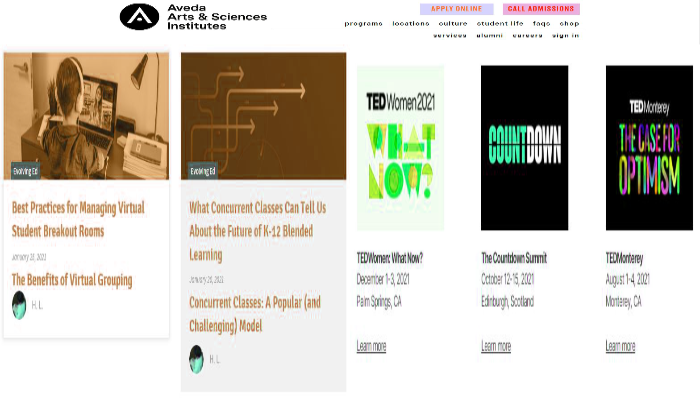 Aveda
Arts & Sciences
Institutes
APPLY ONLINE
CALL ADMISSIONS
programs locations culture student life faqs shop
services alumni careers sign in
Evolving Ed
Best Practices for Managing Virtual
Student Breakout Rooms
January 21, 2021
The Benefits of Virtual Grouping
H. L.
Evolving Ed
What Concurrent Classes Can Tell Us
About the Future of K-12 Blended
Learning
January 20, 2021
Concurrent Classes: A Popular (and
Challenging) Model
H. L.
TEDWomen 2021
WHAT
NOW?
TEDWomen: What Now?
December 1-3, 2021
Palm Springs, CA
Learn more
COUNTDOWN
The Countdown Summit
October 12-15, 2021
Edinburgh, Scotland
Learn more
TEDMonterey
THE CASE FOR
OPTIMISM
TEDMonterey
August 1-4, 2021
Monterey, CA
Learn more